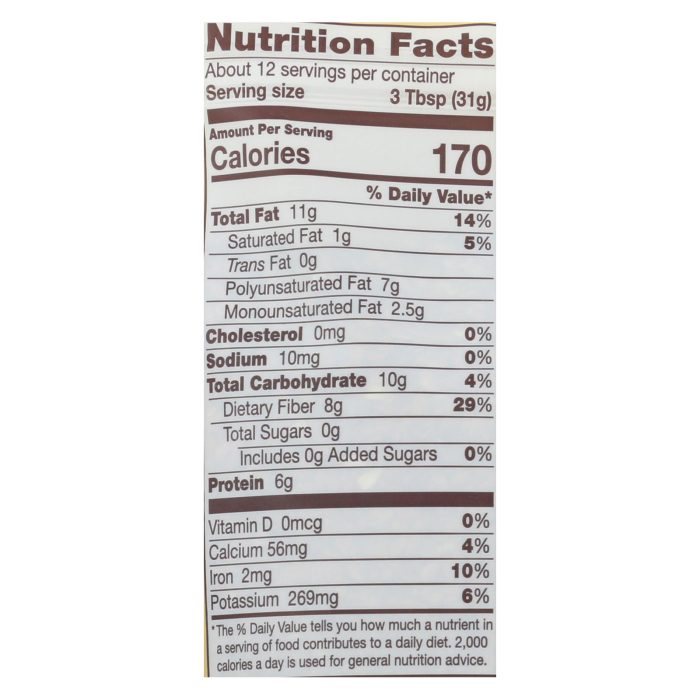 Nutrition Facts
About 12 servings per container
Serving size 3 Tbsp (31g)
Amount Per Serving
Calories 170
% Daily Value*
Total Fat 11g 14%
Saturated Fat 1g 5%
Trans Fat 0g
Polyunsaturated Fat 7g
Monounsaturated Fat 2.5g
Cholesterol 0mg 0%
Sodium 10mg 0%
Total Carbohydrate 10g 4%
Dietary Fiber 8g 29%
Total Sugars 0g
Includes 0g Added Sugars 0%
Protein 6g
Vitamin D 0mcg 0%
Calcium 56mg 4%
Iron 2mg 10%
Potassium 269mg 6%
*The % Daily Value tells you how much a nutrient in
a serving of food contributes to a daily diet. 2,000
calories a day is used for general nutrition advice.